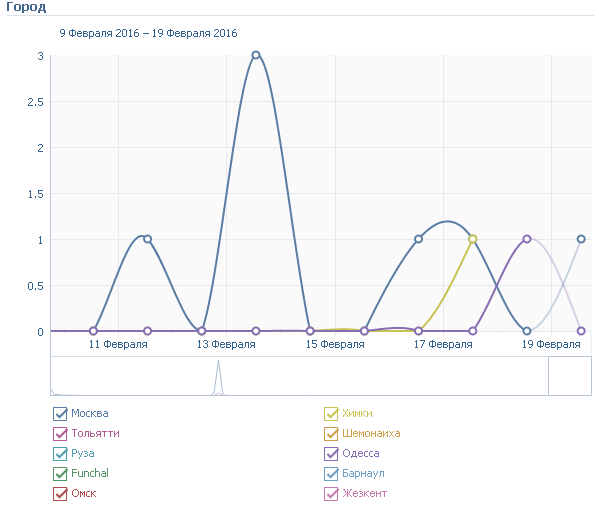 Город
9 Февраля 2016 – 19 Февраля 2016
3
2.5
2
1.5
1
0.5
0
11 Февраля 13 Февраля 15 Февраля 17 Февраля 19 Февраля
Москва Химки
Тольятти Шемонаиха
Руза Одесса
Funchal Барнаул
Омск Жезкент